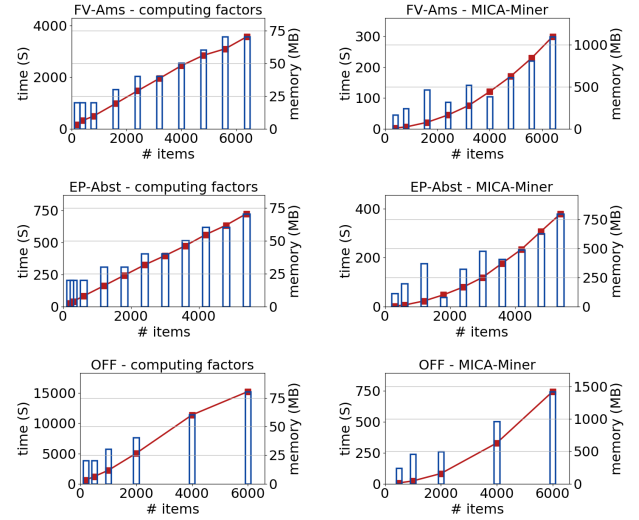 FV-Ams - computing factors
4000
2000
0
time (S)
75
50
25
0
memory (MB)
0
2000
4000
6000
# items
FV-Ams - MICA-Miner
300
200
100
0
time (S)
1000
500
0
memory (MB)
0
2000
4000
6000
# items
EP-Abst - computing factors
750
500
250
0
time (S)
75
50
25
0
memory (MB)
0
2000
4000
# items
EP-Abst - MICA-Miner
400
200
0
time (S)
750
500
250
0
memory (MB)
0
2000
4000
# items
OFF - computing factors
15000
10000
5000
0
time (S)
75
50
25
0
memory (MB)
0
2000
4000
6000
# items
OFF - MICA-Miner
750
500
250
0
time (S)
1500
1000
500
0
memory (MB)
0
2000
4000
6000
# items